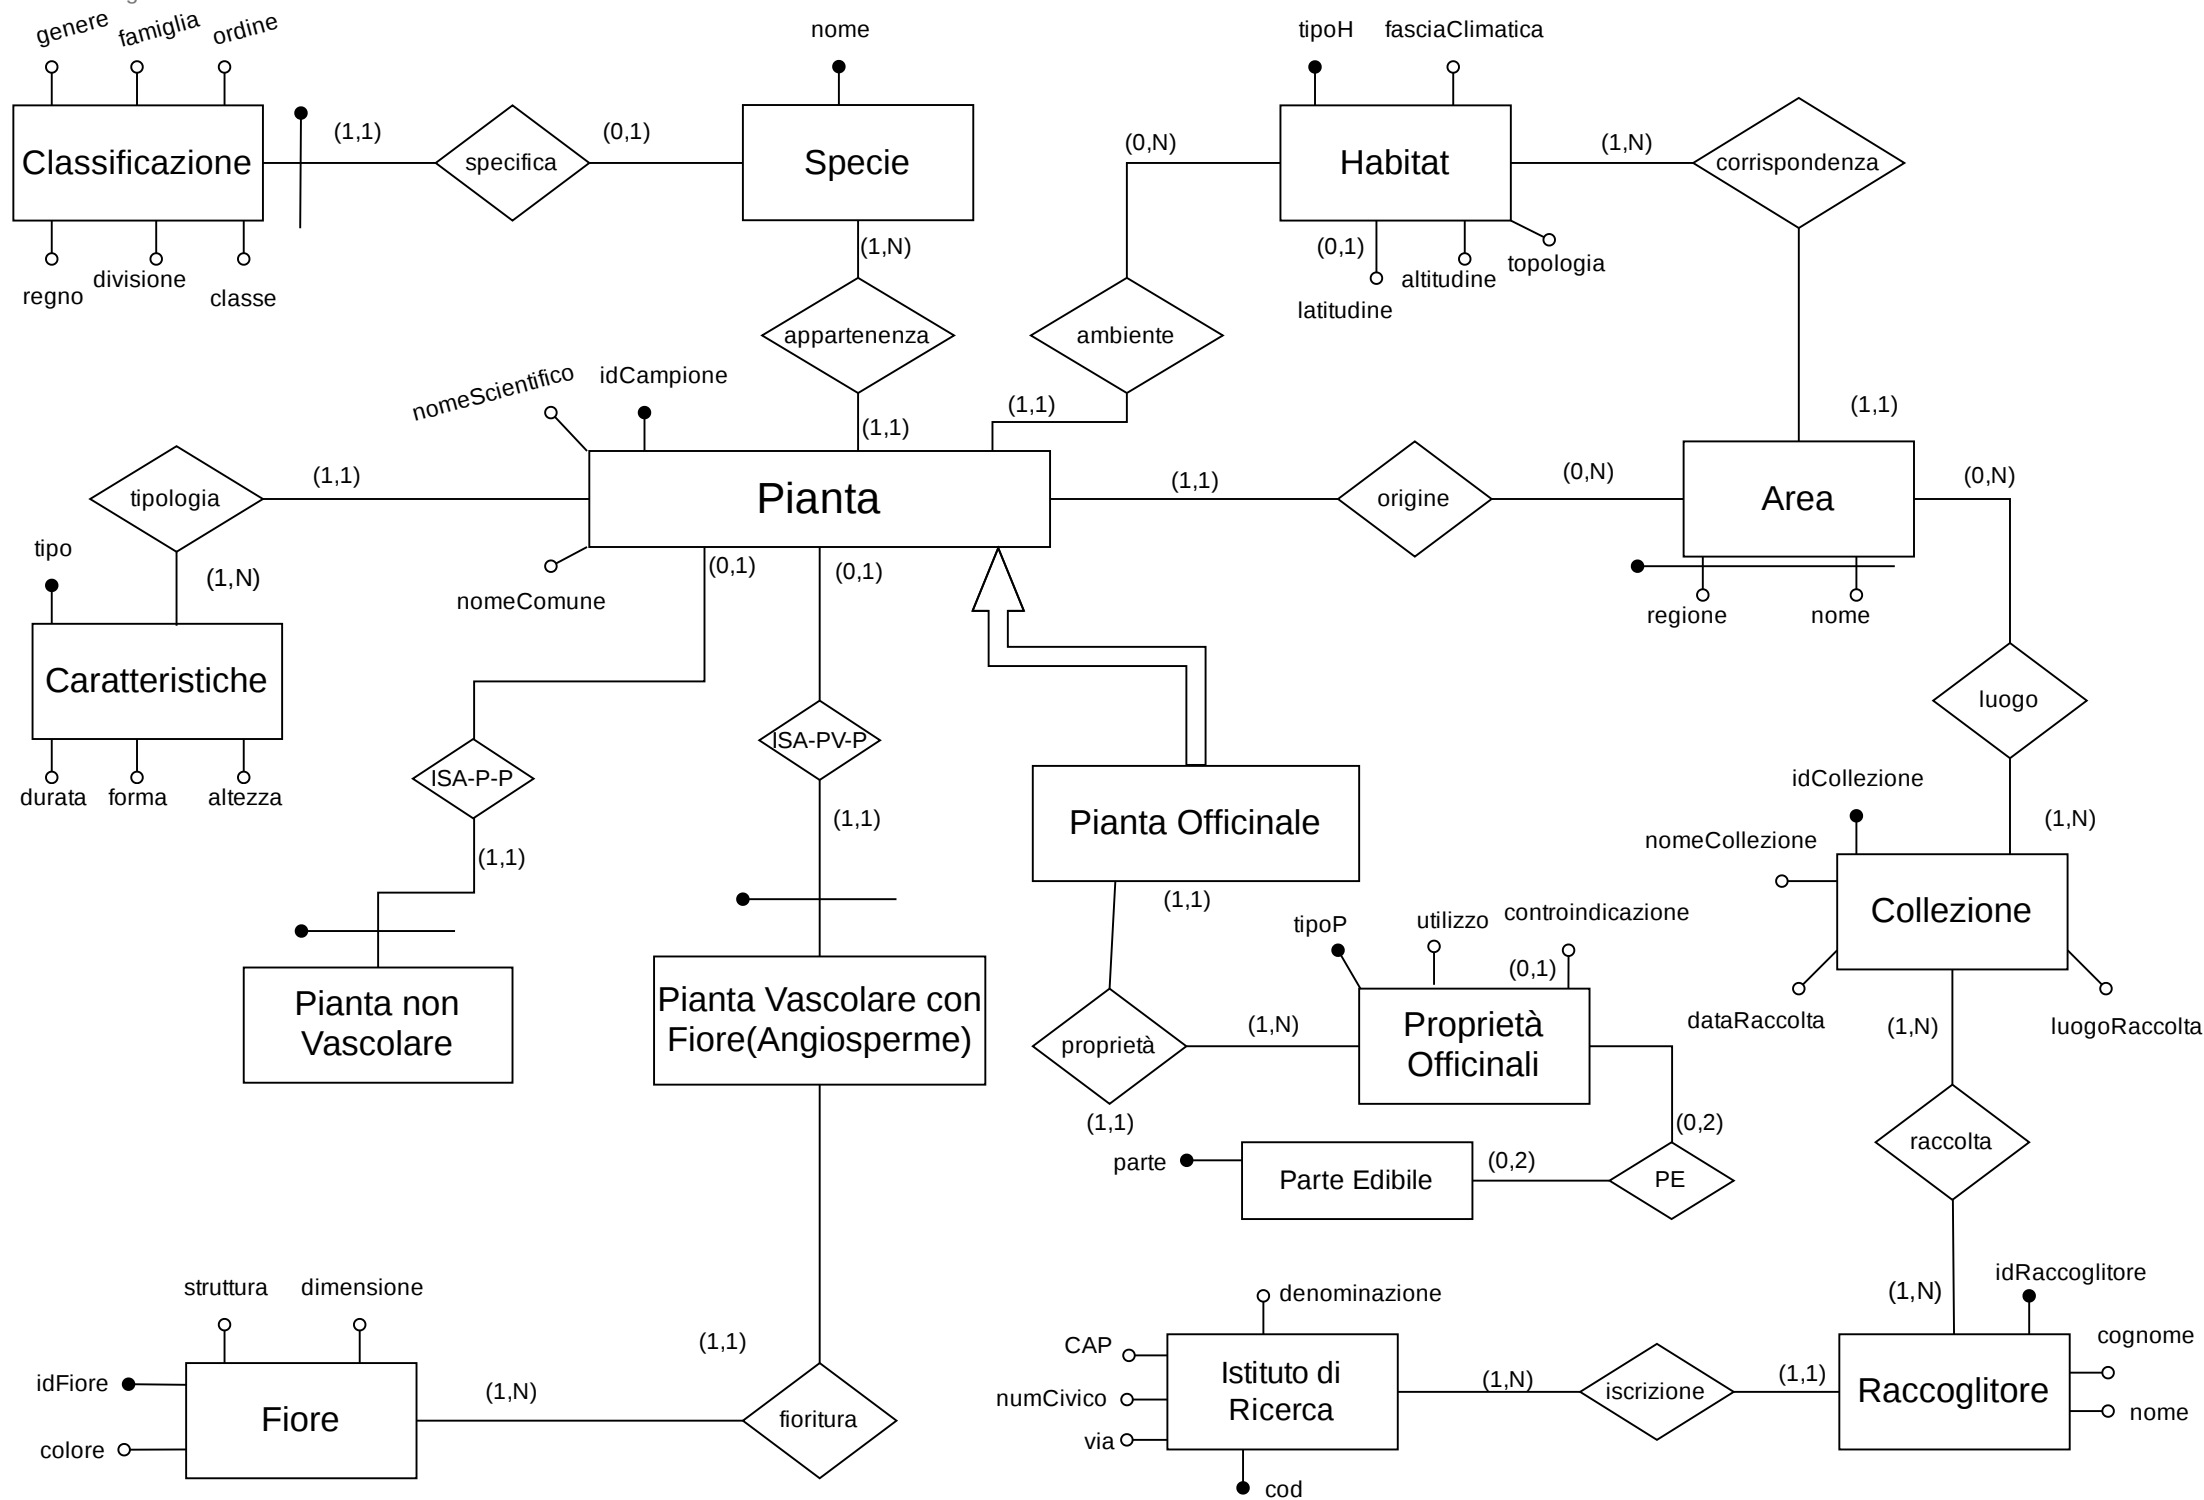 genere
famiglia
ordine
nome
tipoH
fasciaClimatica
Classificazione
(1,1)
specifica
(0,1)
Specie
(0,N)
Habitat
(1,N)
corrispondenza
regno
divisione
classe
(1,N)
(0,1)
latitudine
altitudine
topologia
appartenenza
ambiente
nomeScientifico
idCampione
(1,1)
(1,1)
(1,1)
tipologia
(1,1)
Pianta
(1,1)
origine
(0,N)
Area
(0,N)
tipo
(1,N)
nomeComune
(0,1)
(0,1)
regione
nome
Caratteristiche
luogo
durata
forma
altezza
ISA-P-P
ISA-PV-P
(1,1)
(1,1)
Pianta Officinale
(1,1)
idCollezione
nomeCollezione
(1,N)
Collezione
dataRaccolta
luogoRaccolta
tipoP
utilizzo
controindicazione
(0,1)
Pianta non
Vascolare
Pianta Vascolare con
Fiore(Angiosperme)
proprietà
(1,N)
Proprietà
Officinali
(1,N)
(1,1)
(0,2)
parte
Parte Edibile
(0,2)
PE
raccolta
struttura
dimensione
denominazione
(1,N)
idRaccoglitore
cognome
(1,1)
CAP
idFiore
(1,N)
Fiore
colore
fioritura
numCivico
via
Istituto di
Ricerca
(1,N)
iscrizione
(1,1)
Raccoglitore
nome
cod